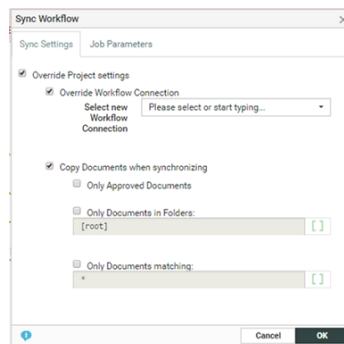 Sync Workflow
Sync Settings Job Parameters
Override Project settings
Override Workflow Connection
Select new Please select or start typing...
Workflow
Connection
Copy Documents when synchronizing
Only Approved Documents
Only Documents in Folders:
[root] [ ]
Only Documents matching:
* [ ]
Cancel OK